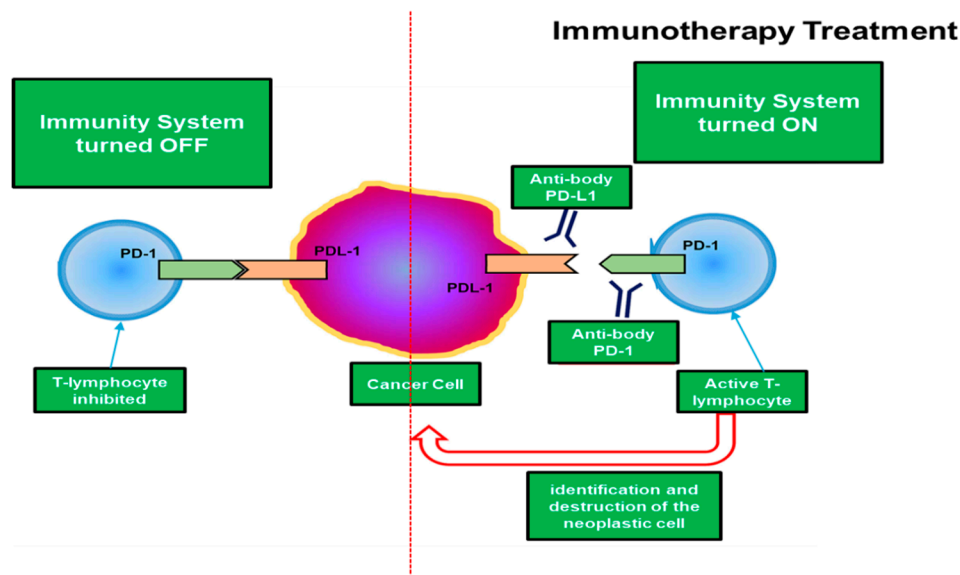 Immunotherapy Treatment
Immunity System
turned OFF
Immunity System
turned ON
Anti-body
PD-L1
PD-1
PDL-1
PDL-1
PD-1
Anti-body
PD-1
T-lymphocyte
inhibited
Cancer Cell
Active T-
lymphocyte
identification and
destruction of the
neoplastic cell